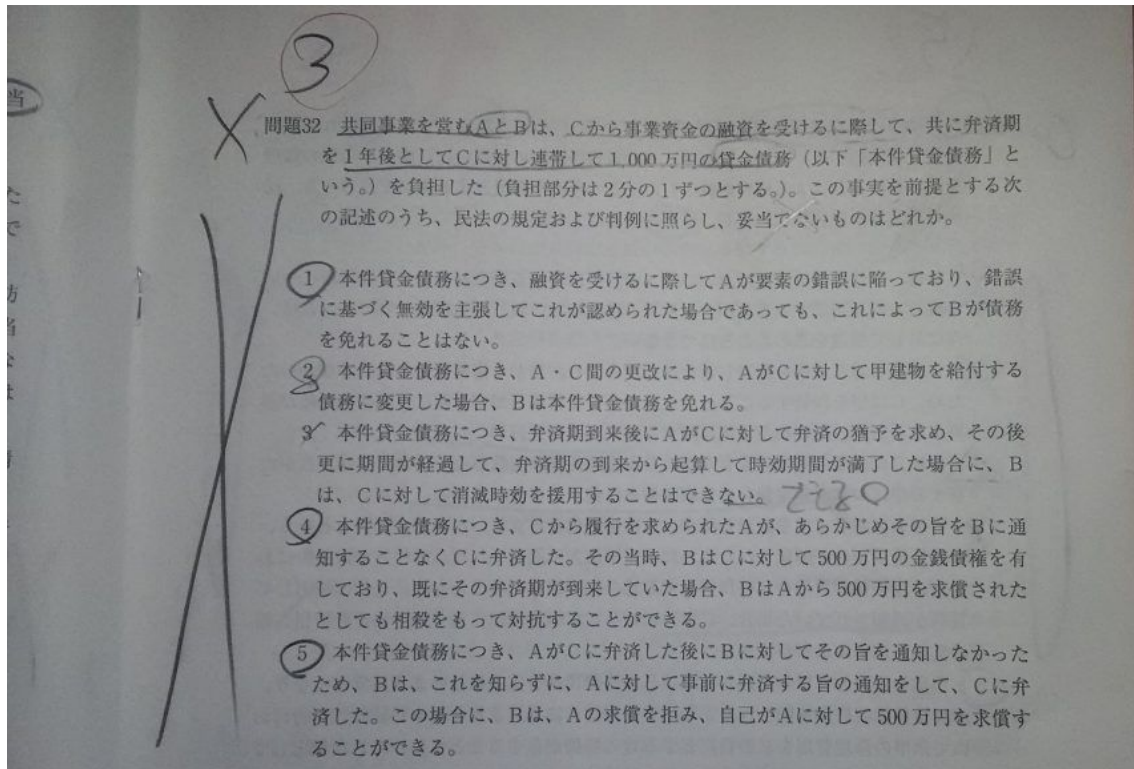 3
当
問題32 共同事業を営むAとBは、Cから事業資金の融資を受けるに際して、共に弁済期
を1年後としてCに対し連帯して1,000万円の貸金債務（以下「本件貸金債務」と
いう。）を負担した（負担部分は2分の1ずつとする。）。この事実を前提とする次
の記述のうち、民法の規定および判例に照らし、妥当でないものはどれか。
1 本件貸金債務につき、融資を受けるに際してAが要素の錯誤に陥っており、錯誤
に基づく無効を主張してこれが認められた場合であっても、これによってBが債務
を免れることはない。
2 本件貸金債務につき、A・C間の更改により、AがCに対して甲建物を給付する
債務に変更した場合、Bは本件貸金債務を免れる。
3 本件貸金債務につき、弁済期到来後にAがCに対して弁済の猶予を求め、その後
更に期間が経過して、弁済期の到来から起算して時効期間が満了した場合に、B
は、Cに対して消滅時効を援用することはできない。 できる
4 本件貸金債務につき、Cから履行を求められたAが、あらかじめその旨をBに通
知することなくCに弁済した。その当時、BはCに対して500万円の金銭債権を有
しており、既にその弁済期が到来していた場合、BはAから500万円を求償された
としても相殺をもって対抗することができる。
5 本件貸金債務につき、AがCに弁済した後にBに対してその旨を通知しなかった
ため、Bは、これを知らずに、Aに対して事前に弁済する旨の通知をして、Cに弁
済した。この場合に、Bは、Aの求償を拒み、自己がAに対して500万円を求償す
ることができる。